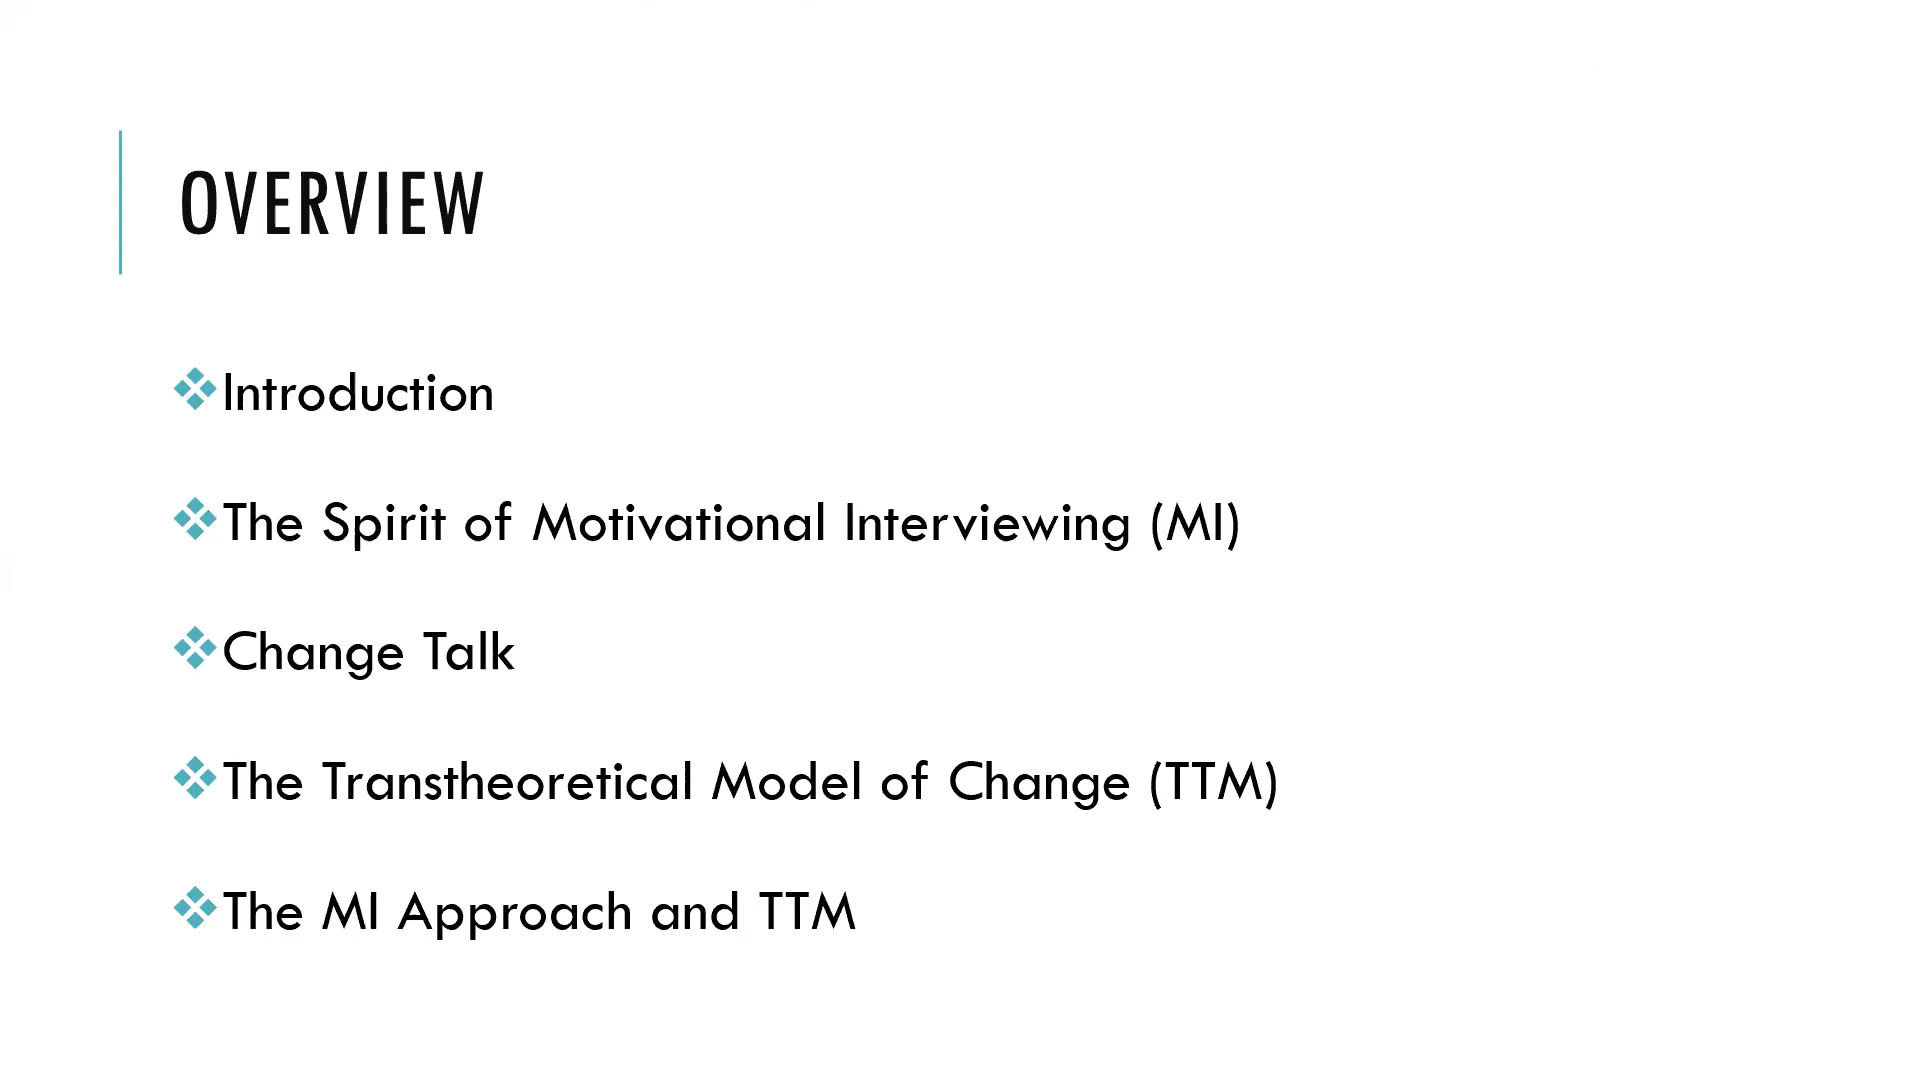 OVERVIEW
❖Introduction
❖The Spirit of Motivational Interviewing (MI)
❖Change Talk
❖The Transtheoretical Model of Change (TTM)
❖The MI Approach and TTM